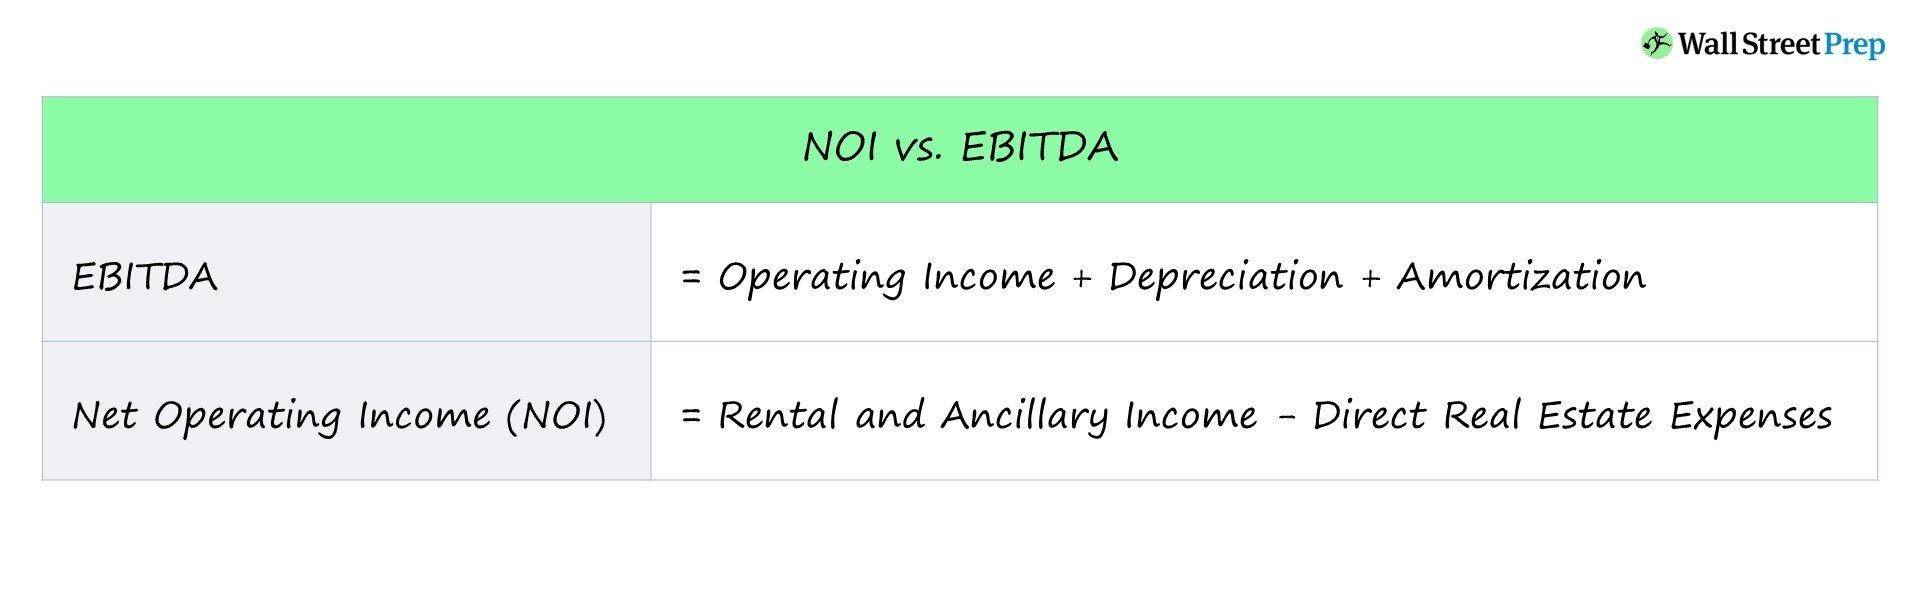 Wall Street Prep
NOI vs. EBITDA
EBITDA = Operating Income + Depreciation + Amortization
Net Operating Income (NOI) = Rental and Ancillary Income - Direct Real Estate Expenses